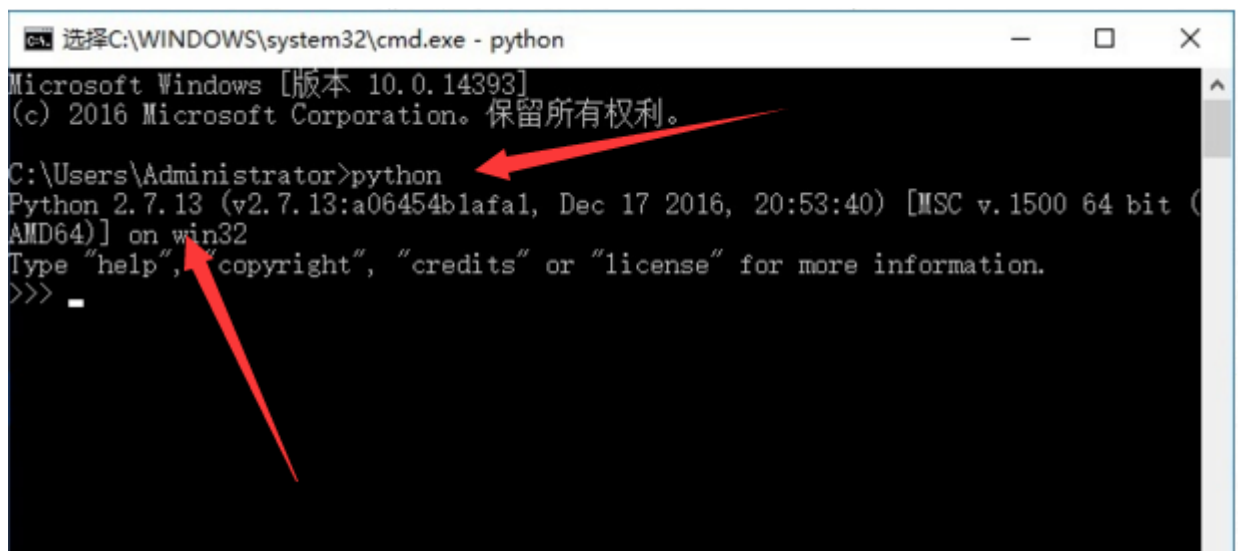 选择C:\WINDOWS\system32\cmd.exe - python
Microsoft Windows [版本 10.0.14393]
(c) 2016 Microsoft Corporation。保留所有权利。
C:\Users\Administrator>python
Python 2.7.13 (v2.7.13:a06454b1afa1, Dec 17 2016, 20:53:40) [MSC v.1500 64 bit (
AMD64)] on win32
Type "help", "copyright", "credits" or "license" for more information.
>>>